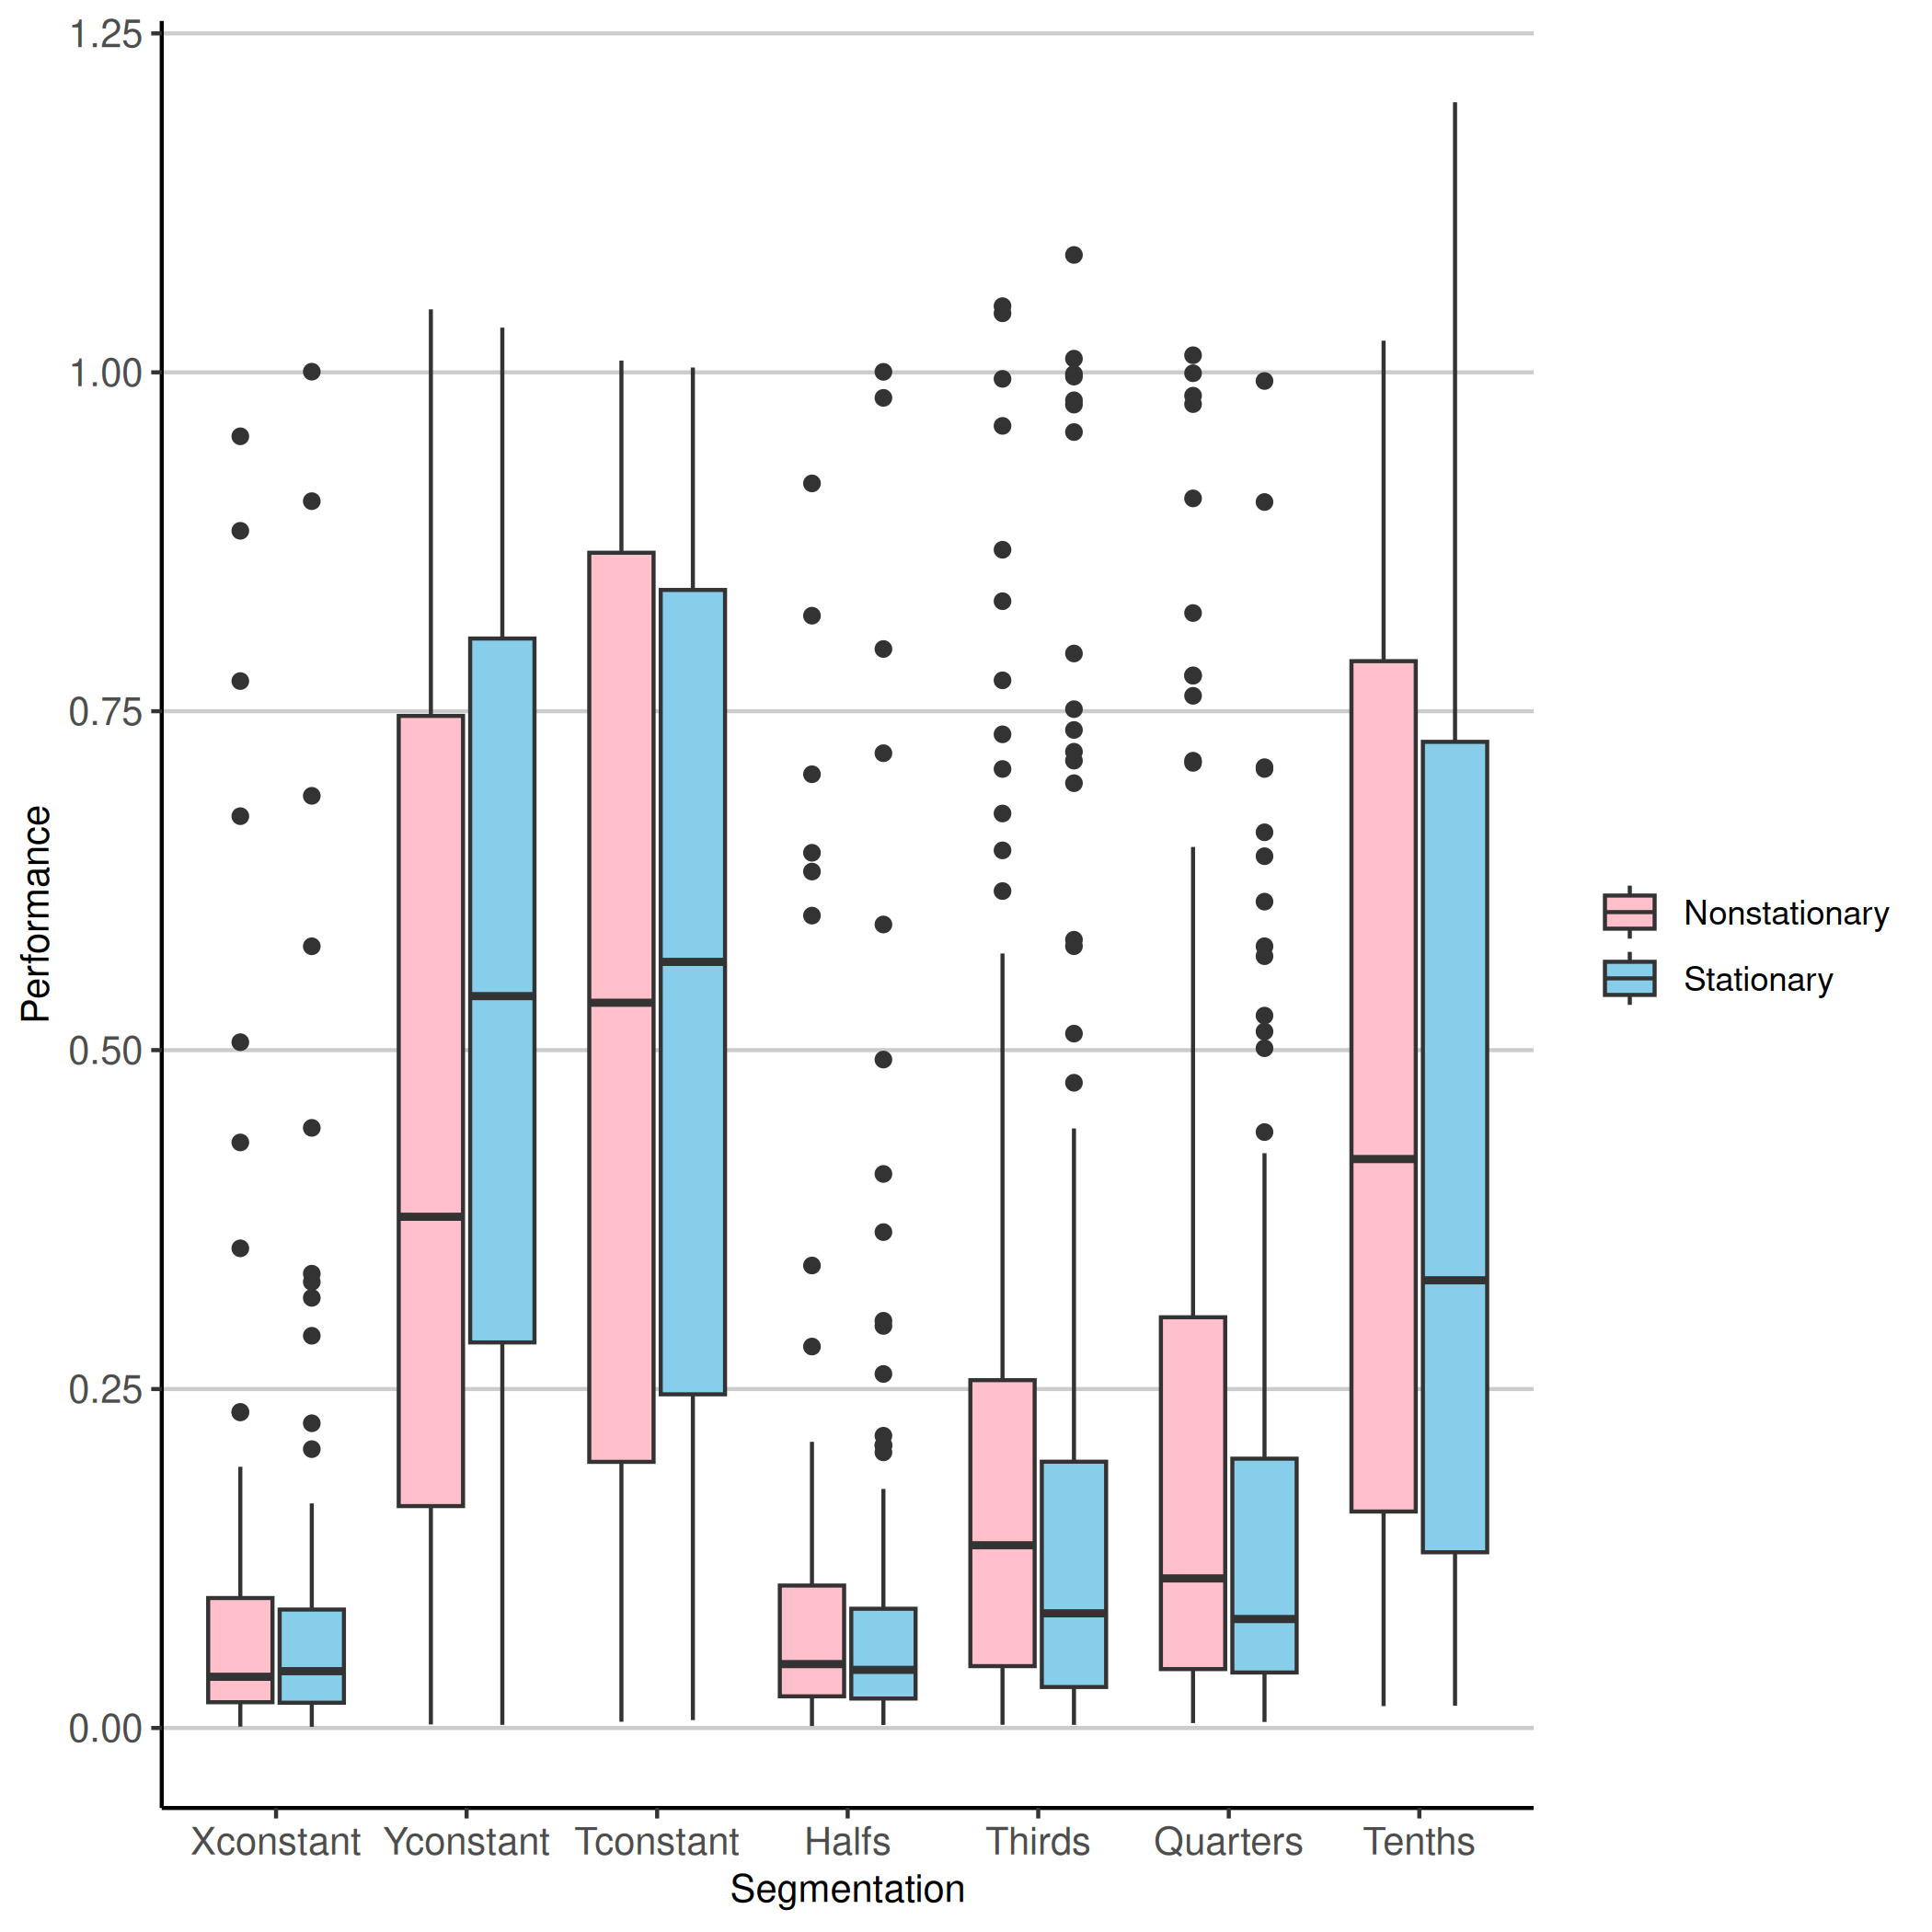 1.25
1.00
0.75
0.50
0.25
0.00
Performance
Xconstant Yconstant Tconstant Halfs Thirds Quarters Tenths
Segmentation
Nonstationary
Stationary